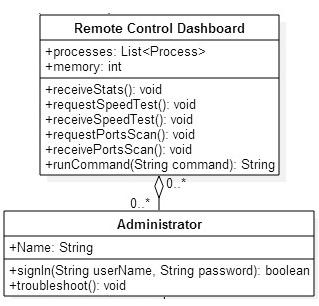 Remote Control Dashboard
+processes: List<Process>
+memory: int
+receiveStats(): void
+requestSpeedTest(): void
+receiveSpeedTest(): void
+requestPortsScan(): void
+receivePortsScan(): void
+runCommand(String command): String
0..*
0..*
Administrator
+Name: String
+signIn(String userName, String password): boolean
+troubleshoot(): void